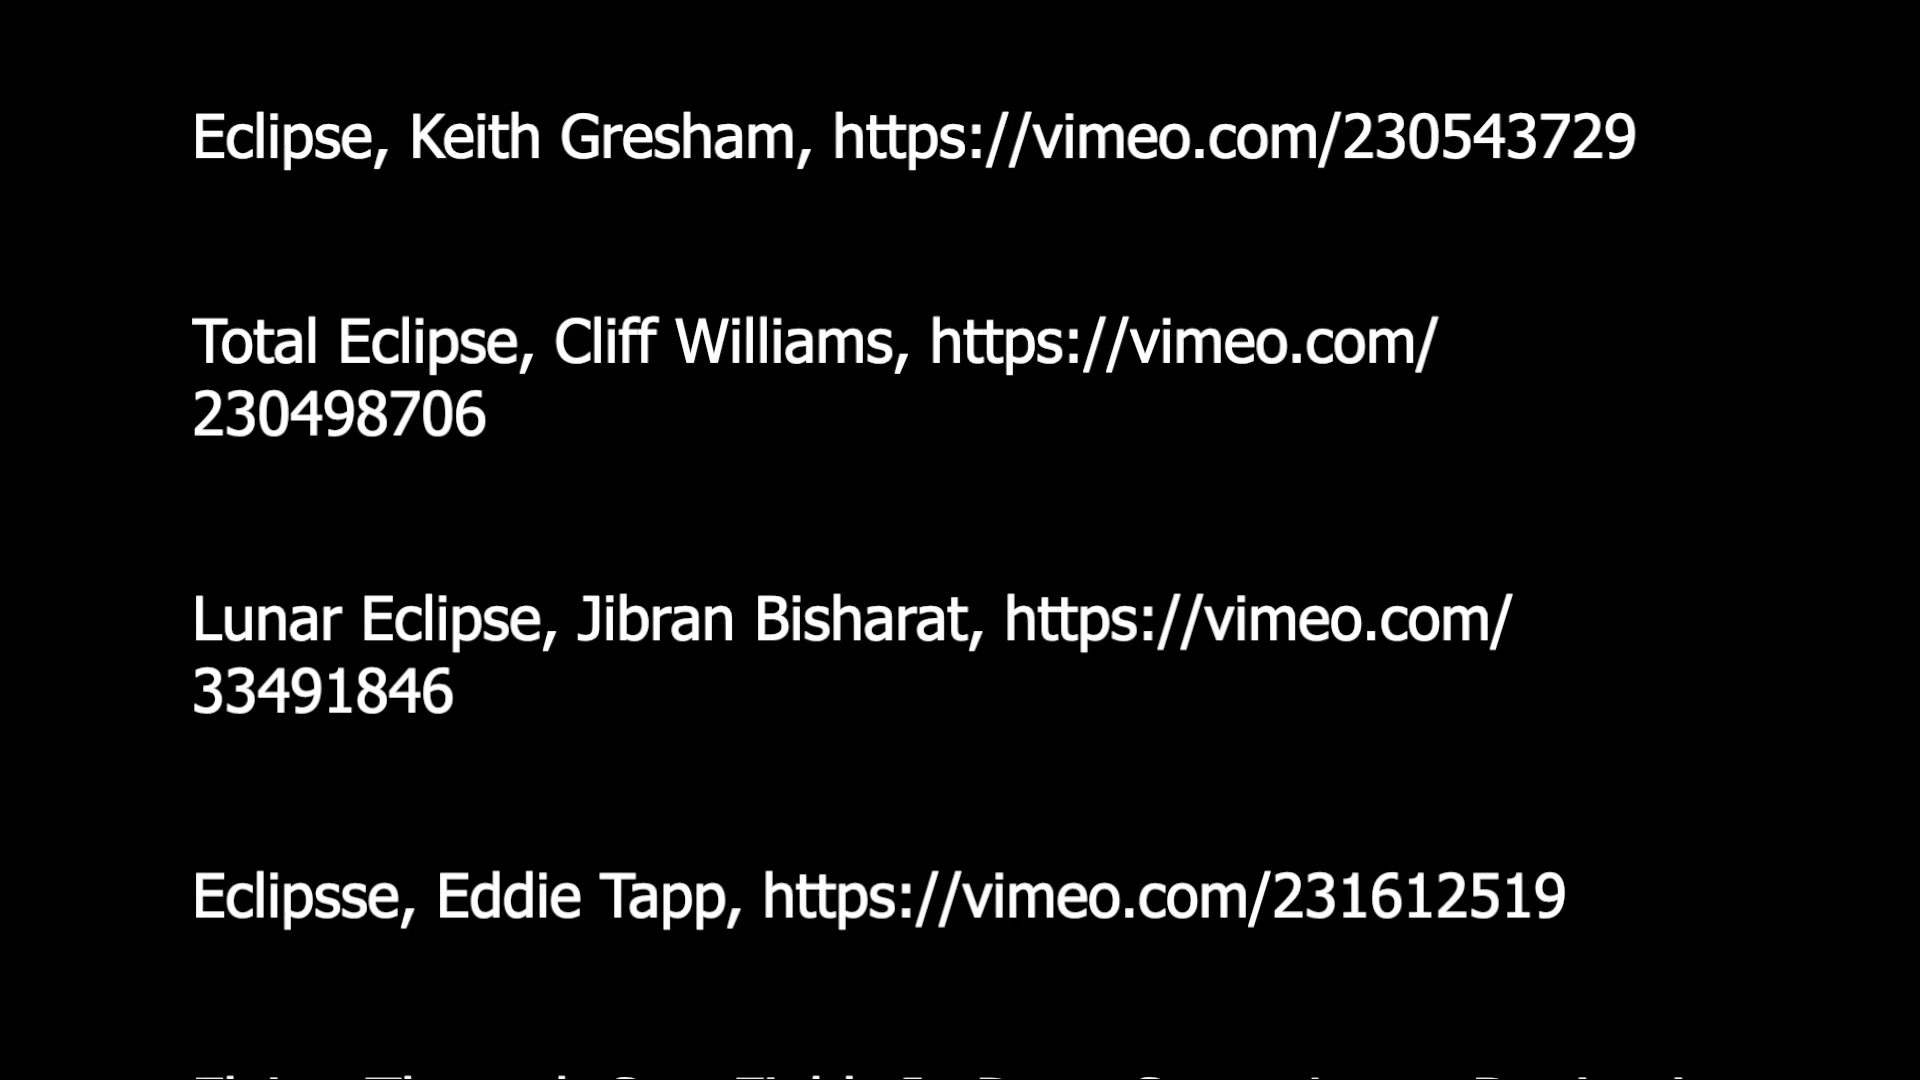 Eclipse, Keith Gresham, https://vimeo.com/230543729
Total Eclipse, Cliff Williams, https://vimeo.com/
230498706
Lunar Eclipse, Jibran Bisharat, https://vimeo.com/
33491846
Eclipsse, Eddie Tapp, https://vimeo.com/231612519